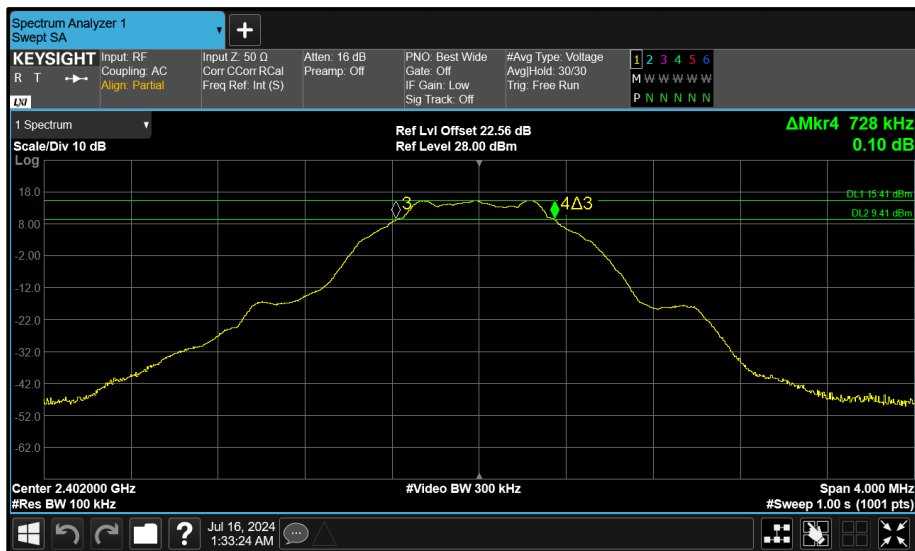 Spectrum Analyzer 1
Swept SA
+
KEYSIGHT
R T
LXI
Input: RF
Coupling: AC
Align: Partial
Input Z: 50 Ω
Corr CCorr RCal
Freq Ref: Int (S)
Atten: 16 dB
Preamp: Off
PNO: Best Wide
Gate: Off
IF Gain: Low
Sig Track: Off
#Avg Type: Voltage
Avg|Hold: 30/30
Trig: Free Run
1 2 3 4 5 6
M W W W W W
P N N N N N
1 Spectrum
Scale/Div 10 dB
Log
Ref Lvl Offset 22.56 dB
Ref Level 28.00 dBm
ΔMkr4 728 kHz
0.10 dB
18.0
8.00
-2.00
-12.0
-22.0
-32.0
-42.0
-52.0
-62.0
DL1 15.41 dBm
DL2 9.41 dBm
3
4Δ3
Center 2.402000 GHz
#Res BW 100 kHz
#Video BW 300 kHz
Span 4.000 MHz
#Sweep 1.00 s (1001 pts)
?
Jul 16, 2024
1:33:24 AM